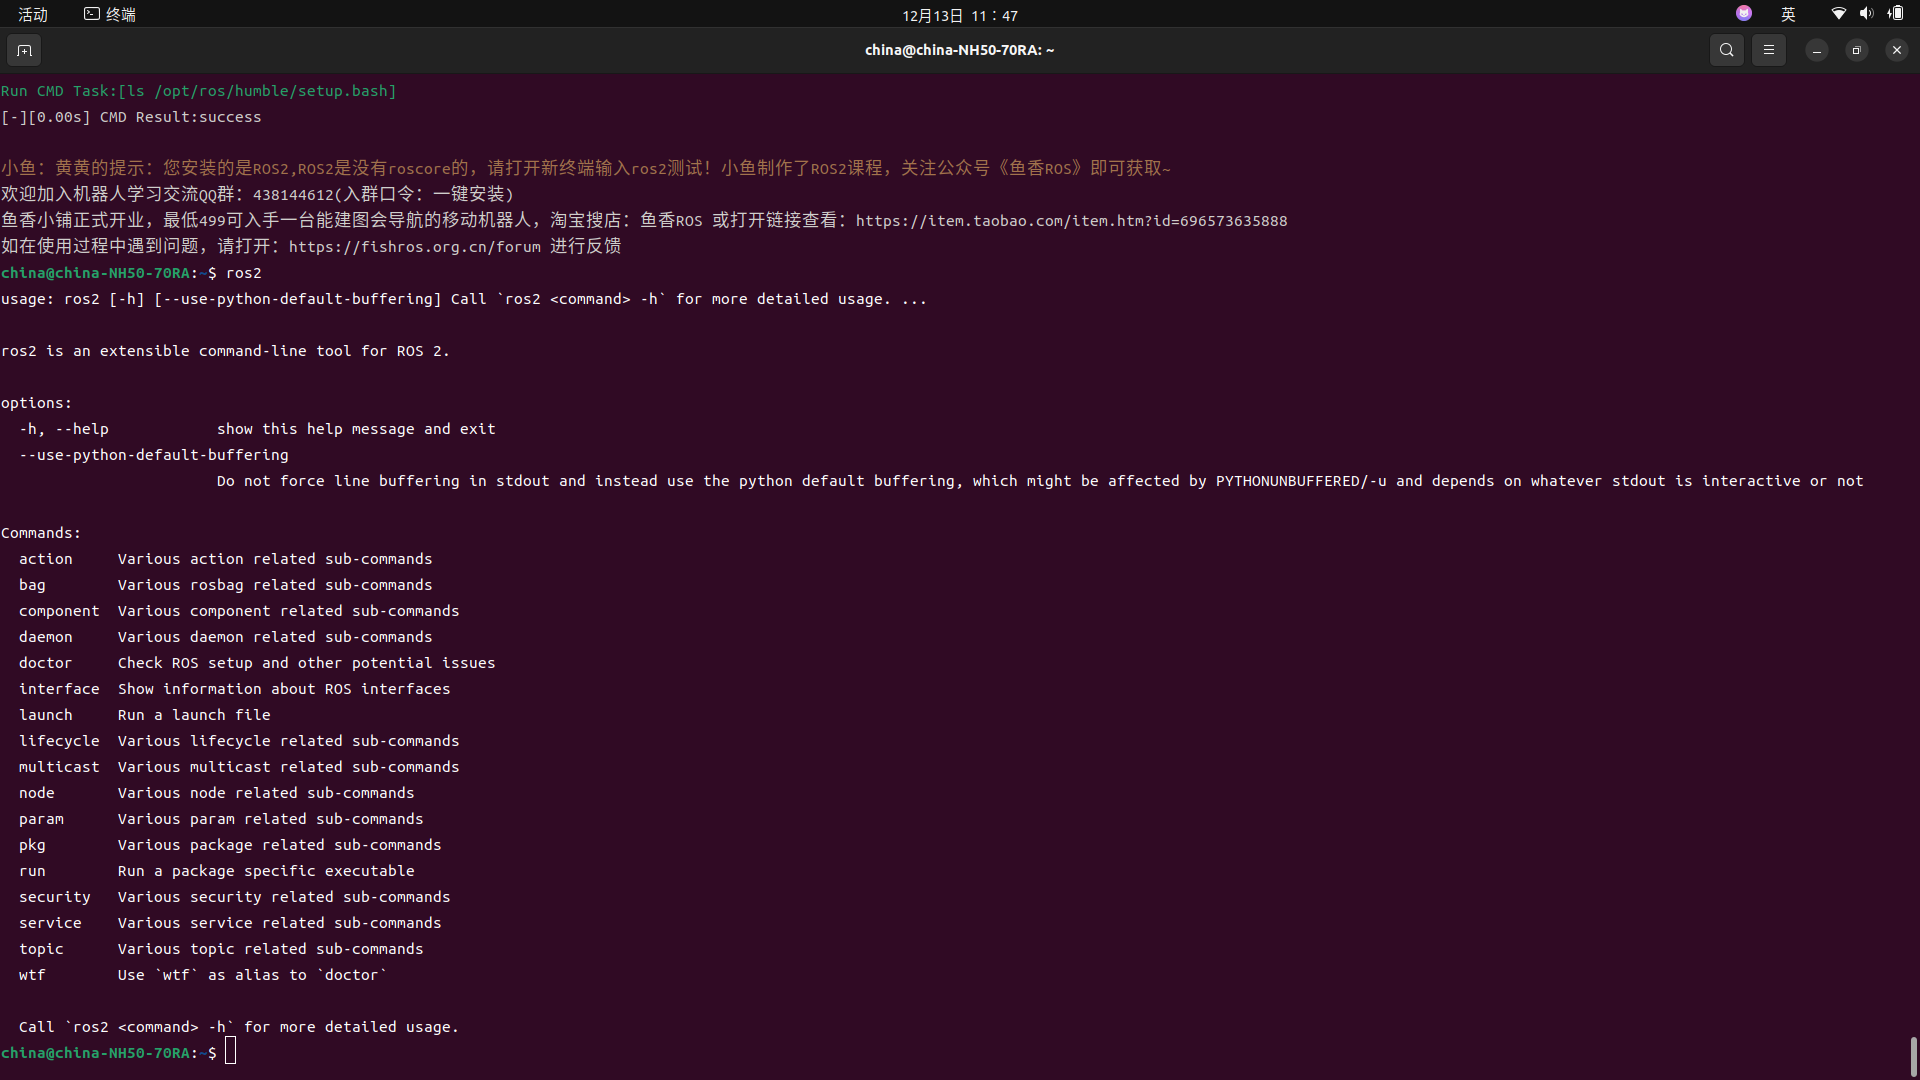 活动 终端 12月13日 11：47 英
china@china-NH50-70RA: ~
Run CMD Task:[ls /opt/ros/humble/setup.bash]
[-][0.00s] CMD Result:success
小鱼：黄黄的提示：您安装的是ROS2,ROS2是没有roscore的，请打开新终端输入ros2测试！小鱼制作了ROS2课程，关注公众号《鱼香ROS》即可获取~
欢迎加入机器人学习交流QQ群：438144612(入群口令：一键安装)
鱼香小铺正式开业，最低499可入手一台能建图会导航的移动机器人，淘宝搜店：鱼香ROS 或打开链接查看：https://item.taobao.com/item.htm?id=696573635888
如在使用过程中遇到问题，请打开：https://fishros.org.cn/forum 进行反馈
china@china-NH50-70RA:~$ ros2
usage: ros2 [-h] [--use-python-default-buffering] Call `ros2 <command> -h` for more detailed usage. ...
ros2 is an extensible command-line tool for ROS 2.
options:
  -h, --help            show this help message and exit
  --use-python-default-buffering
                        Do not force line buffering in stdout and instead use the python default buffering, which might be affected by PYTHONUNBUFFERED/-u and depends on whatever stdout is interactive or not
Commands:
  action     Various action related sub-commands
  bag        Various rosbag related sub-commands
  component  Various component related sub-commands
  daemon     Various daemon related sub-commands
  doctor     Check ROS setup and other potential issues
  interface  Show information about ROS interfaces
  launch     Run a launch file
  lifecycle  Various lifecycle related sub-commands
  multicast  Various multicast related sub-commands
  node       Various node related sub-commands
  param      Various param related sub-commands
  pkg        Various package related sub-commands
  run        Run a package specific executable
  security   Various security related sub-commands
  service    Various service related sub-commands
  topic      Various topic related sub-commands
  wtf        Use `wtf` as alias to `doctor`
  Call `ros2 <command> -h` for more detailed usage.
china@china-NH50-70RA:~$